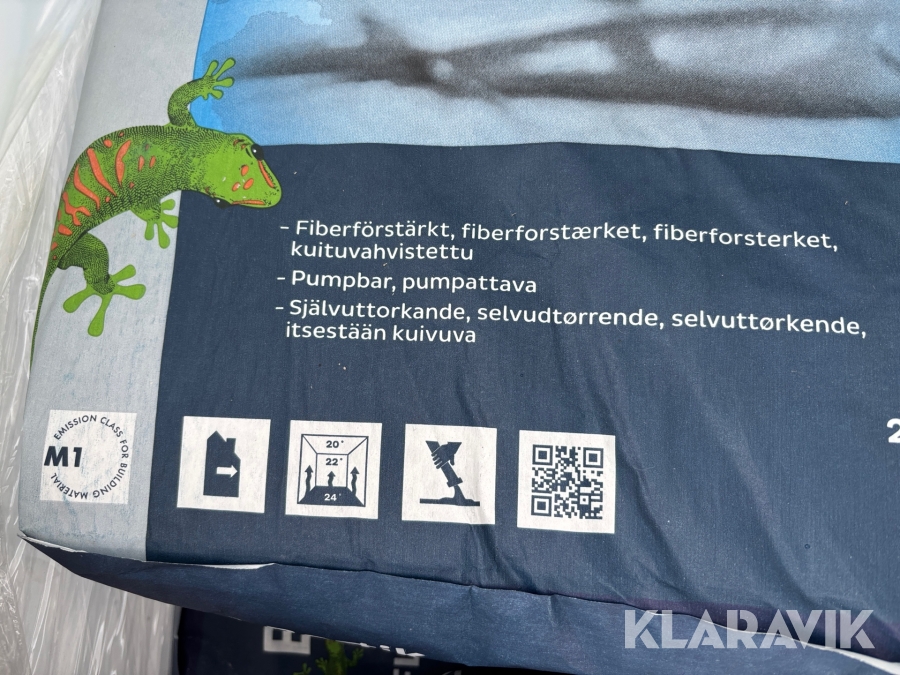 - Fiberförstärkt, fiberforstærket, fiberforsterket,
kuituvahvistettu
- Pumpbar, pumpattava
- Självuttorkande, selvudtørrende, selvuttørkende,
itsestään kuivuva
EMISSION CLASS FOR BUILDING MATERIAL
M1
20°
22°
24°
2
KLARAVIK